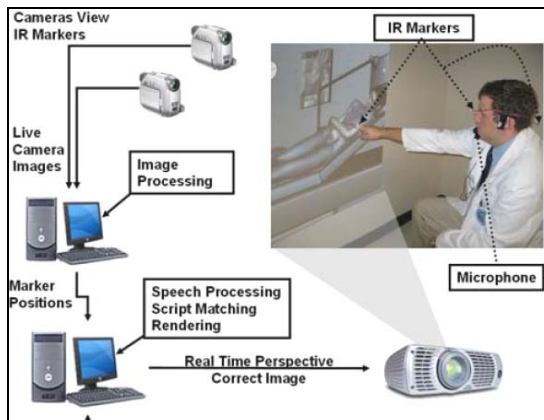 Cameras View
IR Markers
IR Markers
Live
Camera
Images
Image
Processing
Microphone
Marker
Positions
Speech Processing
Script Matching
Rendering
Real Time Perspective
Correct Image